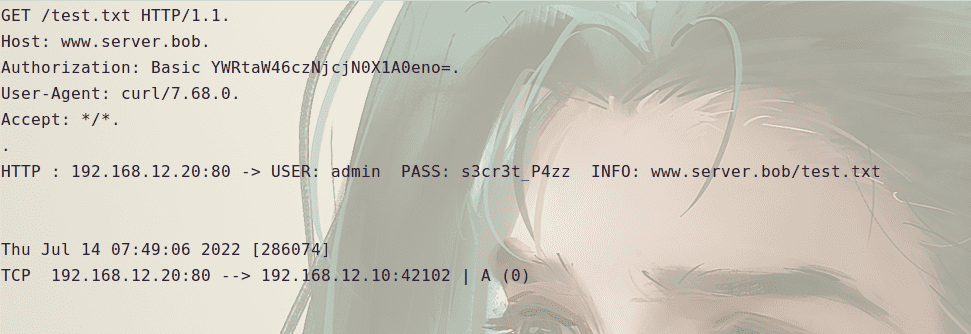 GET /test.txt HTTP/1.1.
Host: www.server.bob.
Authorization: Basic YWRtaW46czNjcjN0X1A0eno=.
User-Agent: curl/7.68.0.
Accept: */*.
.
HTTP : 192.168.12.20:80 -> USER: admin  PASS: s3cr3t_P4zz  INFO: www.server.bob/test.txt
Thu Jul 14 07:49:06 2022 [286074]
TCP  192.168.12.20:80 --> 192.168.12.10:42102 | A (0)